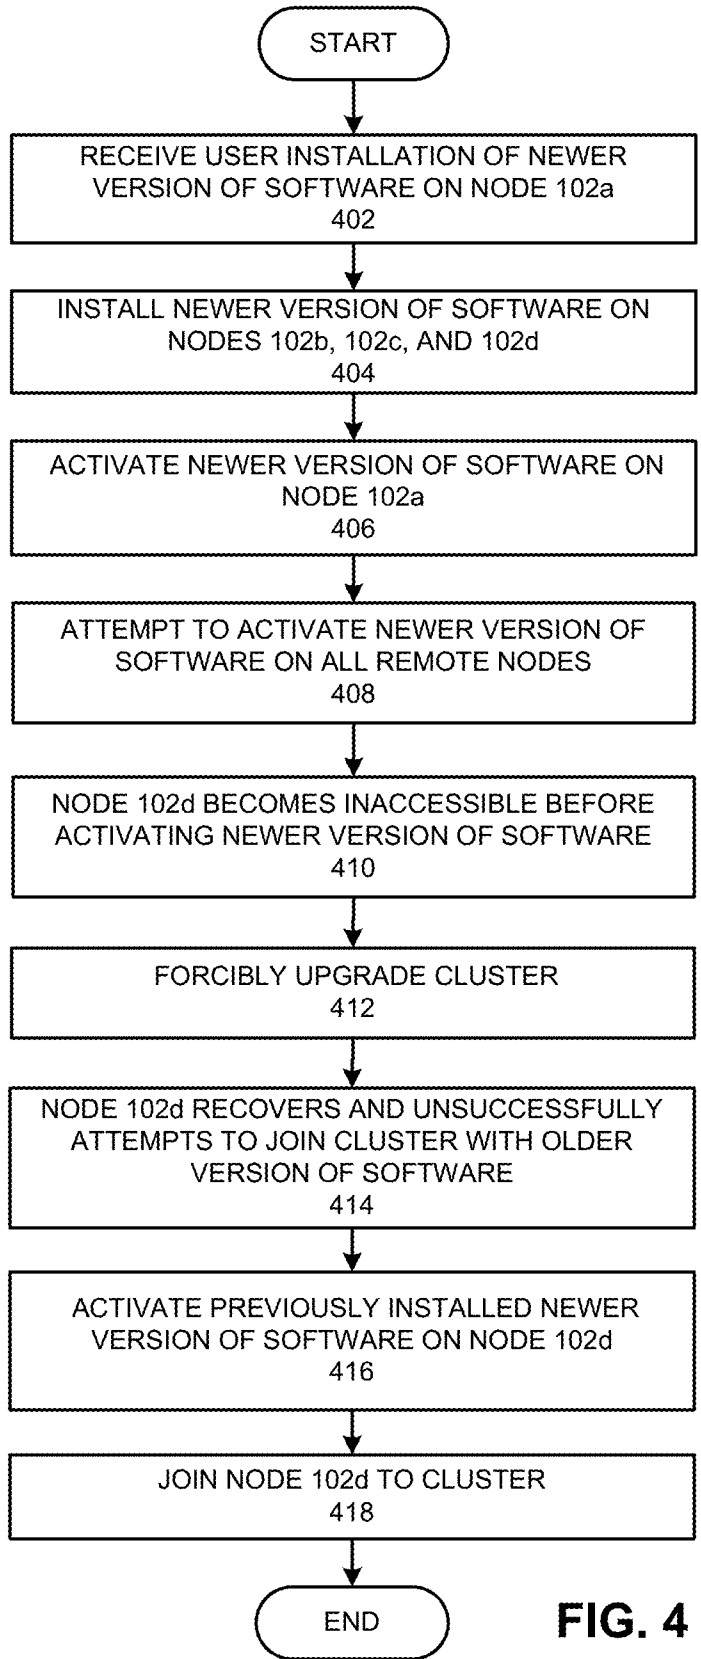 START
RECEIVE USER INSTALLATION OF NEWER
VERSION OF SOFTWARE ON NODE 102a
402
INSTALL NEWER VERSION OF SOFTWARE ON
NODES 102b, 102c, AND 102d
404
ACTIVATE NEWER VERSION OF SOFTWARE ON
NODE 102a
406
ATTEMPT TO ACTIVATE NEWER VERSION OF
SOFTWARE ON ALL REMOTE NODES
408
NODE 102d BECOMES INACCESSIBLE BEFORE
ACTIVATING NEWER VERSION OF SOFTWARE
410
FORCIBLY UPGRADE CLUSTER
412
NODE 102d RECOVERS AND UNSUCCESSFULLY
ATTEMPTS TO JOIN CLUSTER WITH OLDER
VERSION OF SOFTWARE
414
ACTIVATE PREVIOUSLY INSTALLED NEWER
VERSION OF SOFTWARE ON NODE 102d
416
JOIN NODE 102d TO CLUSTER
418
END
FIG. 4